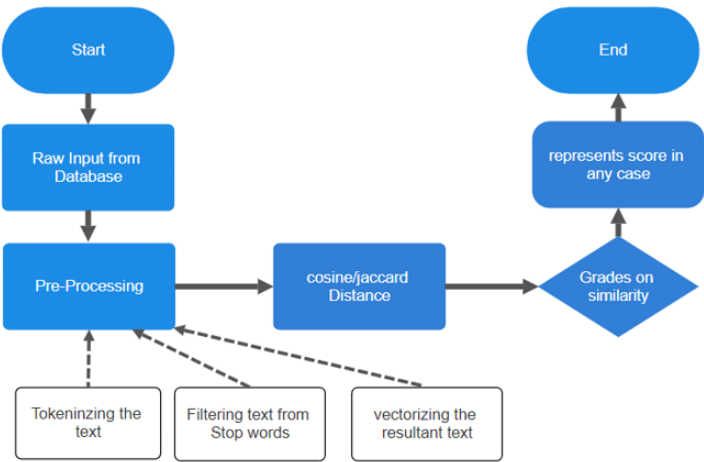 Start
End
Raw Input from
Database
represents score in
any case
Pre-Processing
cosine/jaccard
Distance
Grades on
similarity
Tokeninzing the
text
Filtering text from
Stop words
vectorizing the
resultant text